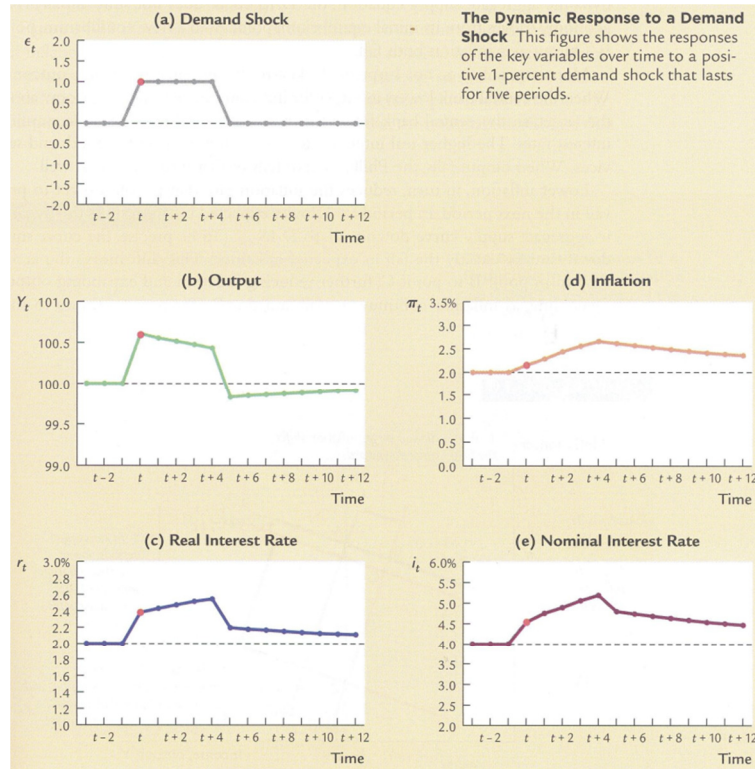 (a) Demand Shock
ϵt
2.0
1.5
1.0
0.5
0.0
−0.5
−1.0
−1.5
−2.0
t − 2 t t + 2 t + 4 t + 6 t + 8 t + 10 t + 12
Time
The Dynamic Response to a Demand
Shock This figure shows the responses
of the key variables over time to a posi-
tive 1-percent demand shock that lasts
for five periods.
(b) Output
Yt 101.0
100.5
100.0
99.5
99.0
t − 2 t t + 2 t + 4 t + 6 t + 8 t + 10 t + 12
Time
(d) Inflation
πt 3.5%
3.0
2.5
2.0
1.5
1.0
0.5
0.0
t − 2 t t + 2 t + 4 t + 6 t + 8 t + 10 t + 12
Time
(c) Real Interest Rate
rt 3.0%
2.8
2.6
2.4
2.2
2.0
1.8
1.6
1.4
1.2
1.0
t − 2 t t + 2 t + 4 t + 6 t + 8 t + 10 t + 12
Time
(e) Nominal Interest Rate
it 6.0%
5.5
5.0
4.5
4.0
3.5
3.0
2.5
2.0
t − 2 t t + 2 t + 4 t + 6 t + 8 t + 10 t + 12
Time